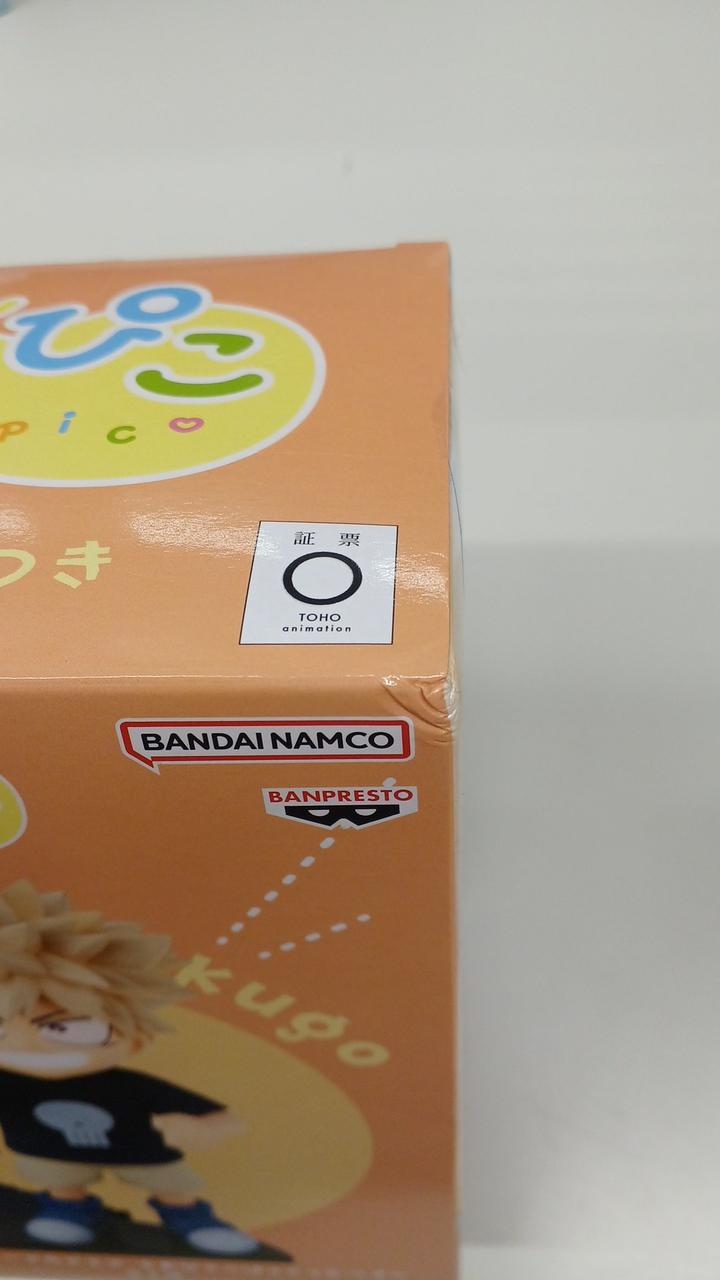 ぴこ
pico
つき
証 票
TOHO
animation
BANDAI NAMCO
BANPRESTO
kugo